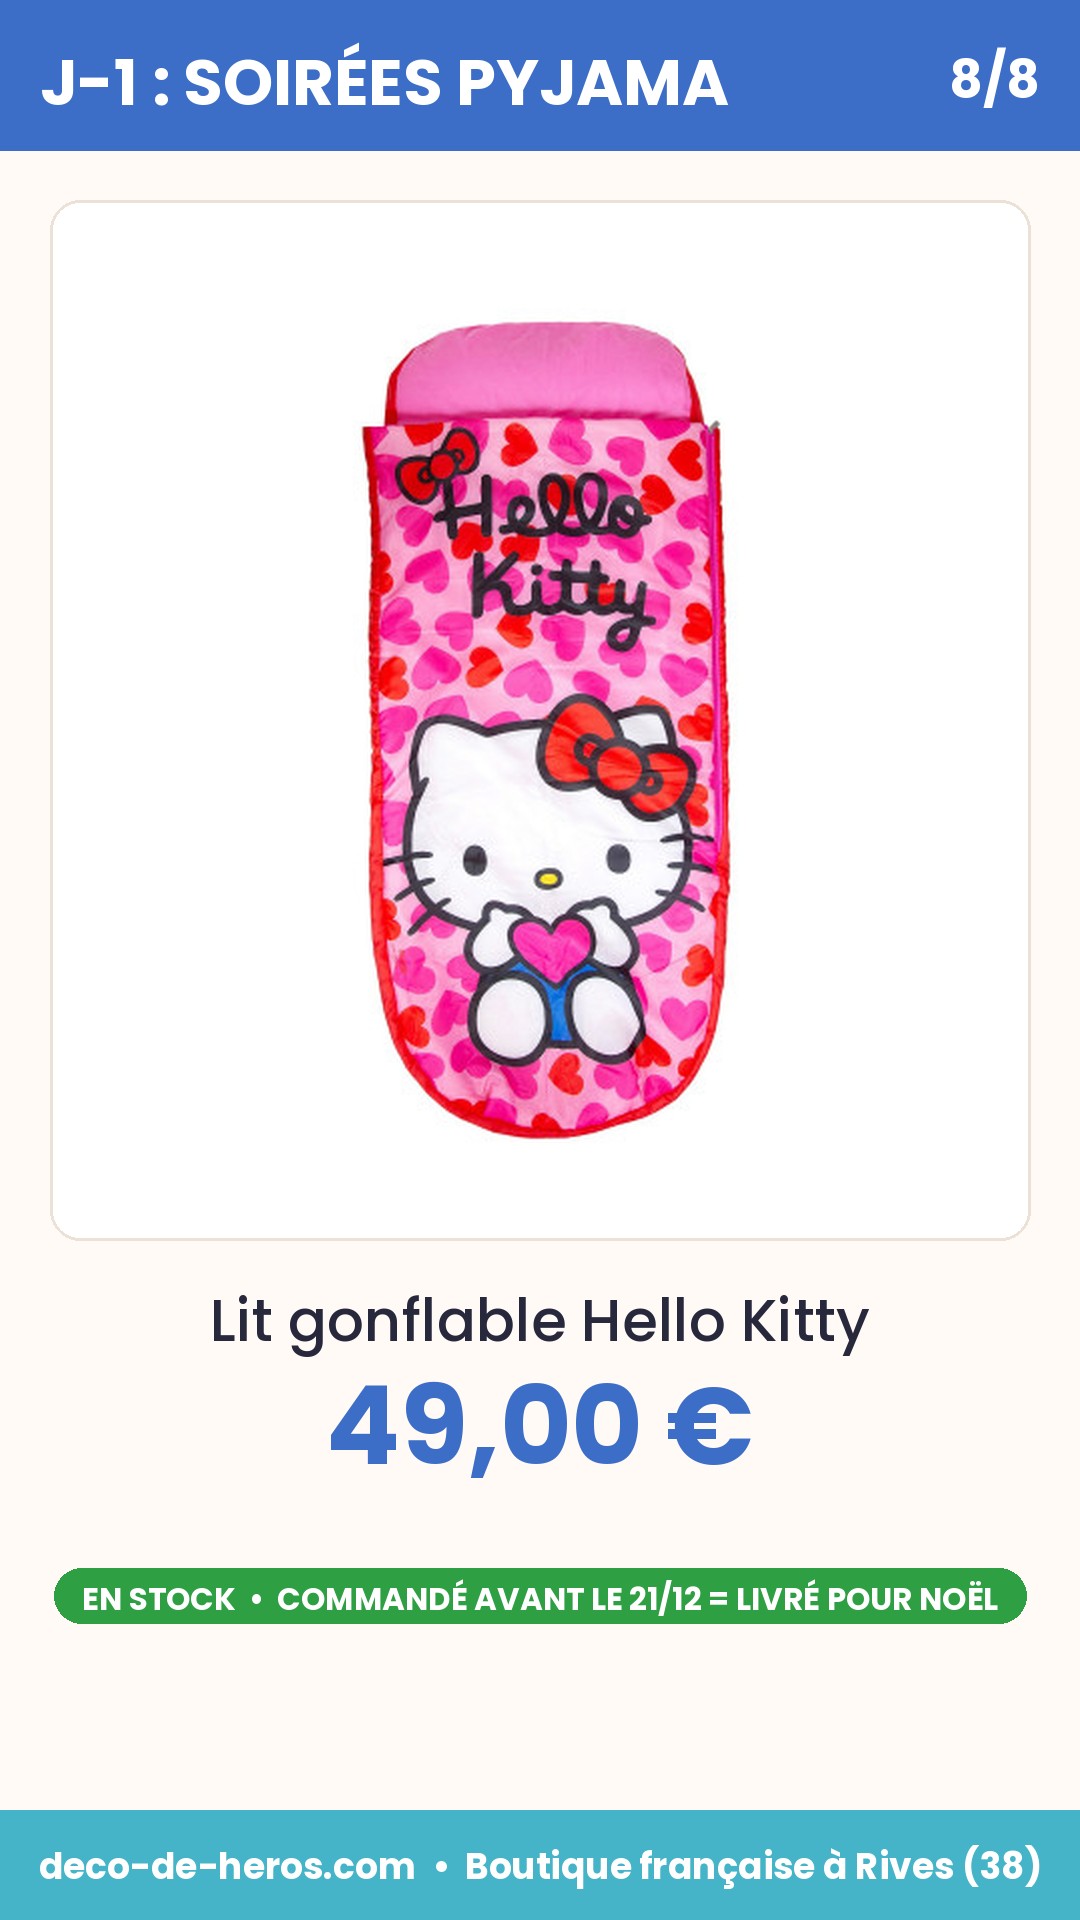 J-1 : SOIRÉES PYJAMA
8/8
Hello
Kitty
Lit gonflable Hello Kitty
49,00 €
EN STOCK • COMMANDÉ AVANT LE 21/12 = LIVRÉ POUR NOËL
deco-de-heros.com • Boutique française à Rives (38)